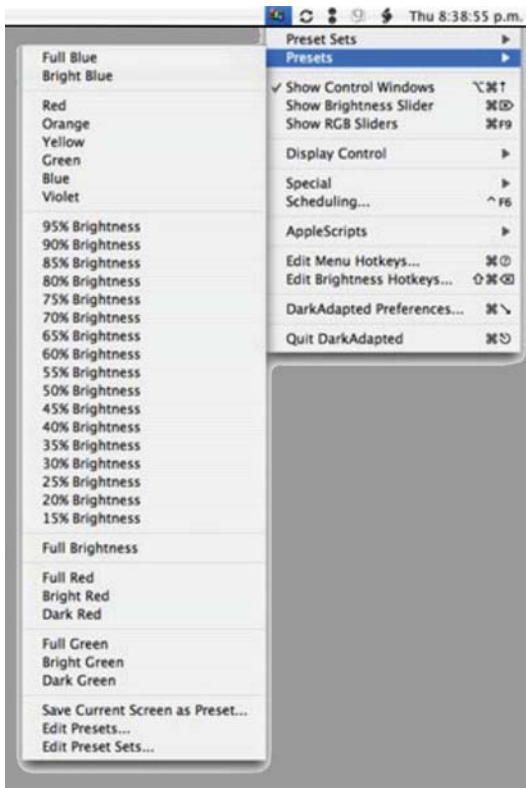 Thu 8:38:55 p.m.
Preset Sets
Presets
Show Control Windows ⌥⌘↑
Show Brightness Slider ⌘⌦
Show RGB Sliders ⌘F9
Display Control
Special
Scheduling... ^F6
AppleScripts
Edit Menu Hotkeys... ⌘?⃝
Edit Brightness Hotkeys... ⇧⌘⌫
DarkAdapted Preferences... ⌘↘
Quit DarkAdapted ⌘⎋
Full Blue
Bright Blue
Red
Orange
Yellow
Green
Blue
Violet
95% Brightness
90% Brightness
85% Brightness
80% Brightness
75% Brightness
70% Brightness
65% Brightness
60% Brightness
55% Brightness
50% Brightness
45% Brightness
40% Brightness
35% Brightness
30% Brightness
25% Brightness
20% Brightness
15% Brightness
Full Brightness
Full Red
Bright Red
Dark Red
Full Green
Bright Green
Dark Green
Save Current Screen as Preset...
Edit Presets...
Edit Preset Sets...